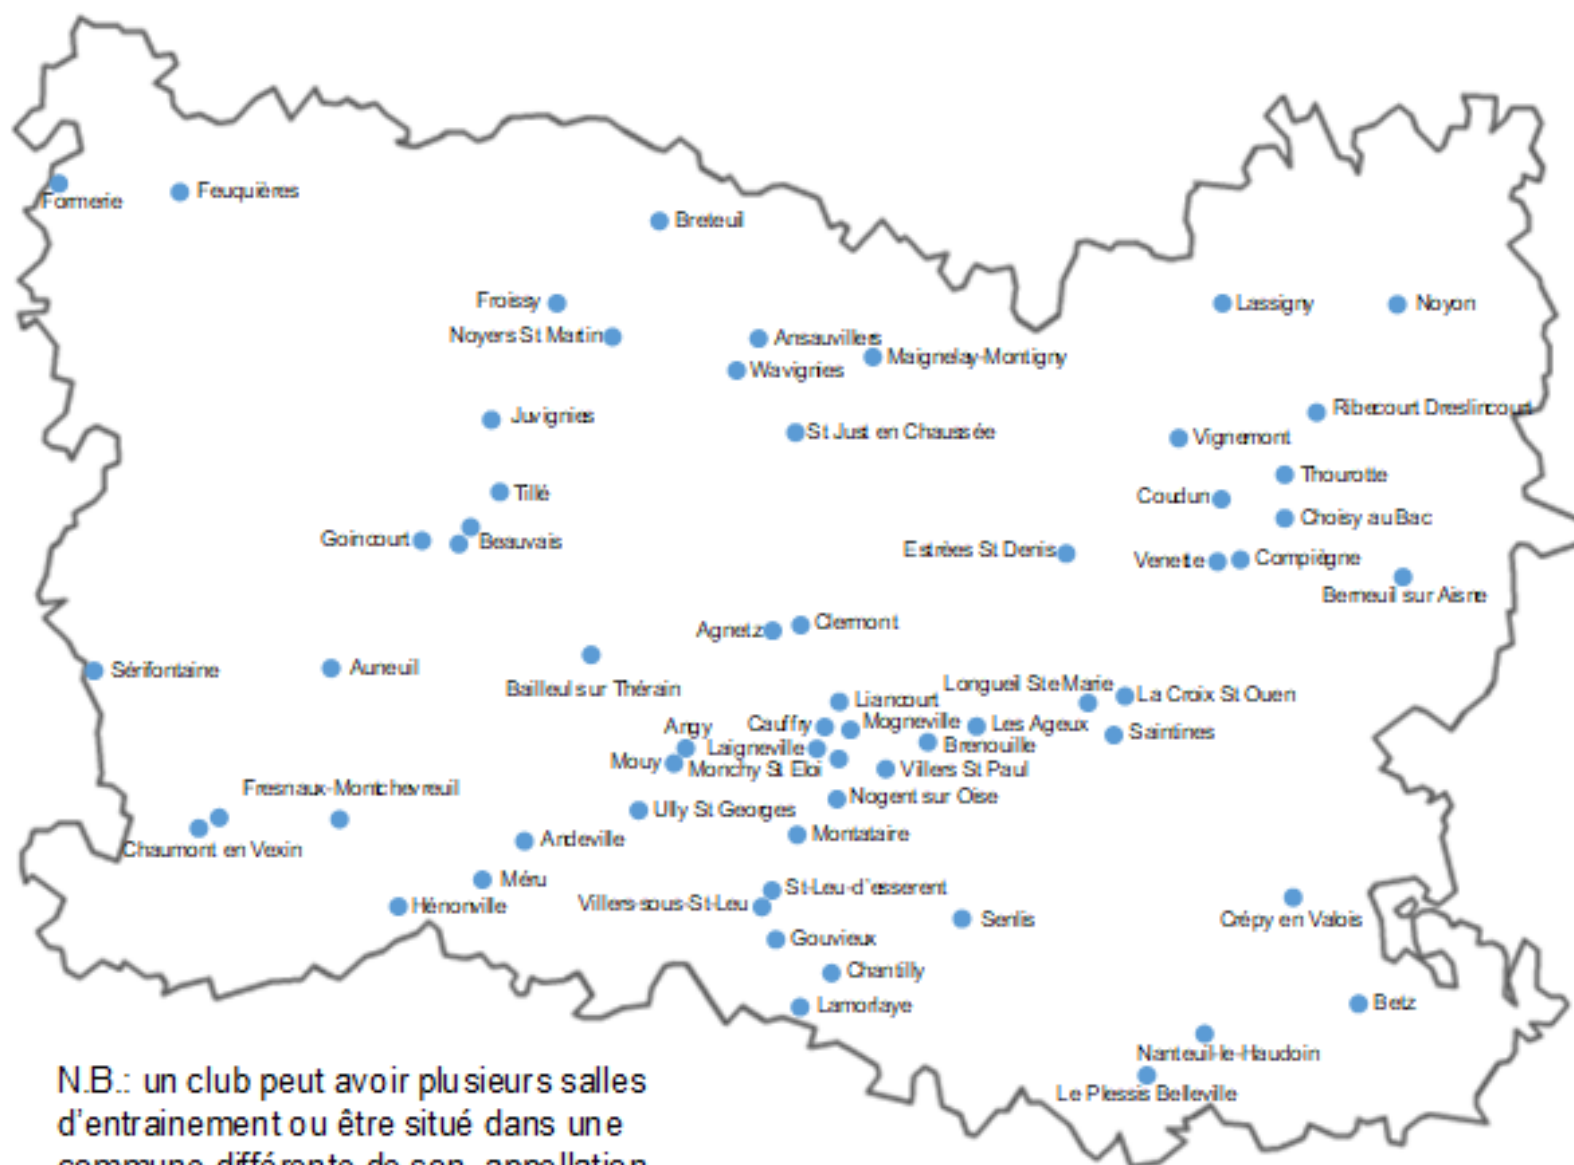 Formerie
Feuquières
Breteuil
Froissy
Lassigny
Noyon
Noyers St Martin
Ansauvillers
Maignelay-Montigny
Wavignies
Juvignies
Ribecourt Dreslincourt
St Just en Chaussée
Vignemont
Thourotte
Tillé
Coudun
Choisy au Bac
Goincourt
Beauvais
Estrées St Denis
Venette
Compiègne
Berneuil sur Aisne
Clermont
Agnetz
Sérifontaine
Auneuil
Bailleul sur Thérain
Longueil Ste Marie
La Croix St Ouen
Liancourt
Angy
Cauffry
Mogneville
Les Ageux
Saintines
Laigneville
Brenouille
Mouy
Monchy St Eloi
Villers St Paul
Fresnaux-Montchevreuil
Nogent sur Oise
Ully St Georges
Montataire
Andeville
Chaumont en Vexin
Méru
St-Leu-d'esserent
Villers-sous-St-Leu
Hénonville
Senlis
Crépy en Valois
Gouvieux
Chantilly
Lamorlaye
Betz
Nanteuil-le-Haudoin
Le Plessis Belleville
N.B.: un club peut avoir plusieurs salles
d'entrainement ou être situé dans une
commune différente de son appellation